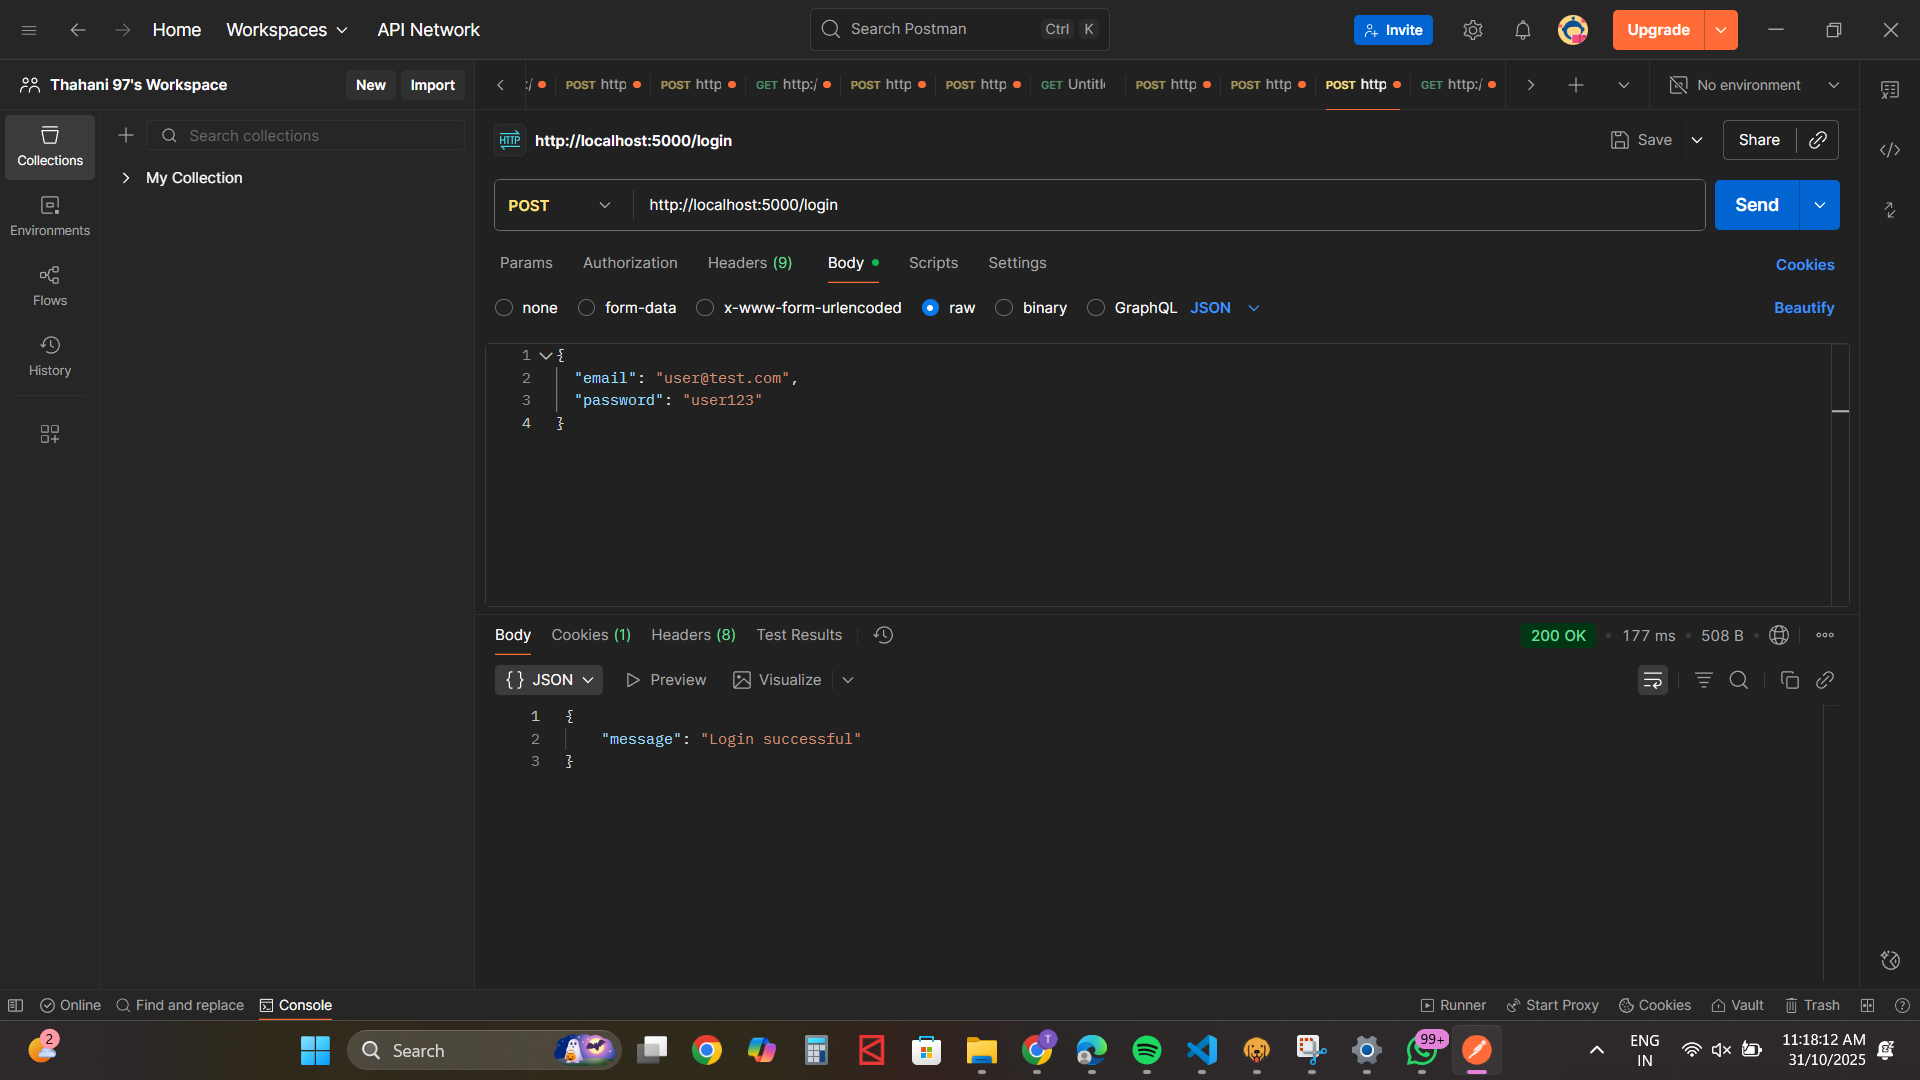 Home
Workspaces
API Network
Search Postman
Ctrl K
Invite
Upgrade
Thahani 97's Workspace
New
Import
:/
POST http
POST http
GET http:/
POST http
POST http
GET Untitl
POST http
POST http
POST http
GET http:/
No environment
Collections
Environments
Flows
History
Search collections
My Collection
HTTP
http://localhost:5000/login
Save
Share
POST
http://localhost:5000/login
Send
Params
Authorization
Headers (9)
Body
Scripts
Settings
Cookies
none
form-data
x-www-form-urlencoded
raw
binary
GraphQL
JSON
Beautify
1 {
2 "email": "user@test.com",
3 "password": "user123"
4 }
Body
Cookies (1)
Headers (8)
Test Results
200 OK
177 ms
508 B
{} JSON
Preview
Visualize
1 {
2 "message": "Login successful"
3 }
Online
Find and replace
Console
Runner
Start Proxy
Cookies
Vault
Trash
2
Search
T
99+
ENG
IN
11:18:12 AM
31/10/2025